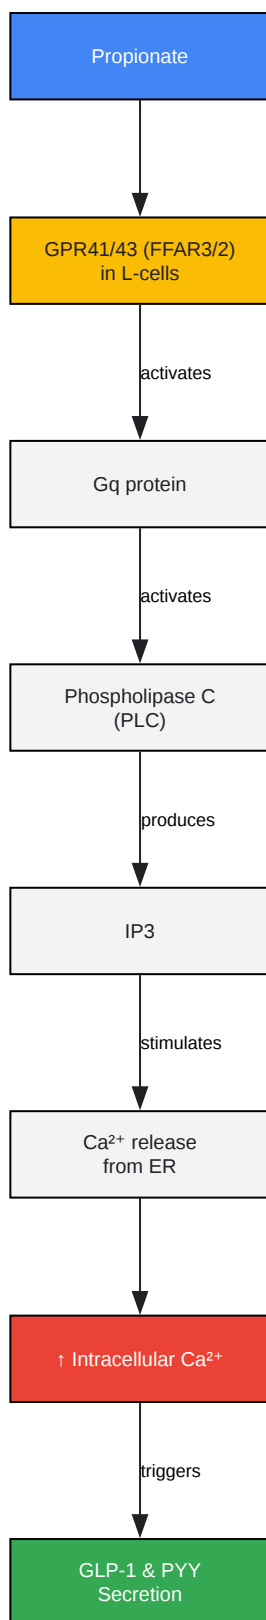 Propionate
GPR41/43 (FFAR3/2)
in L-cells
activates
Gq protein
activates
Phospholipase C
(PLC)
produces
IP3
stimulates
Ca²⁺ release
from ER
↑ Intracellular Ca²⁺
triggers
GLP-1 & PYY
Secretion